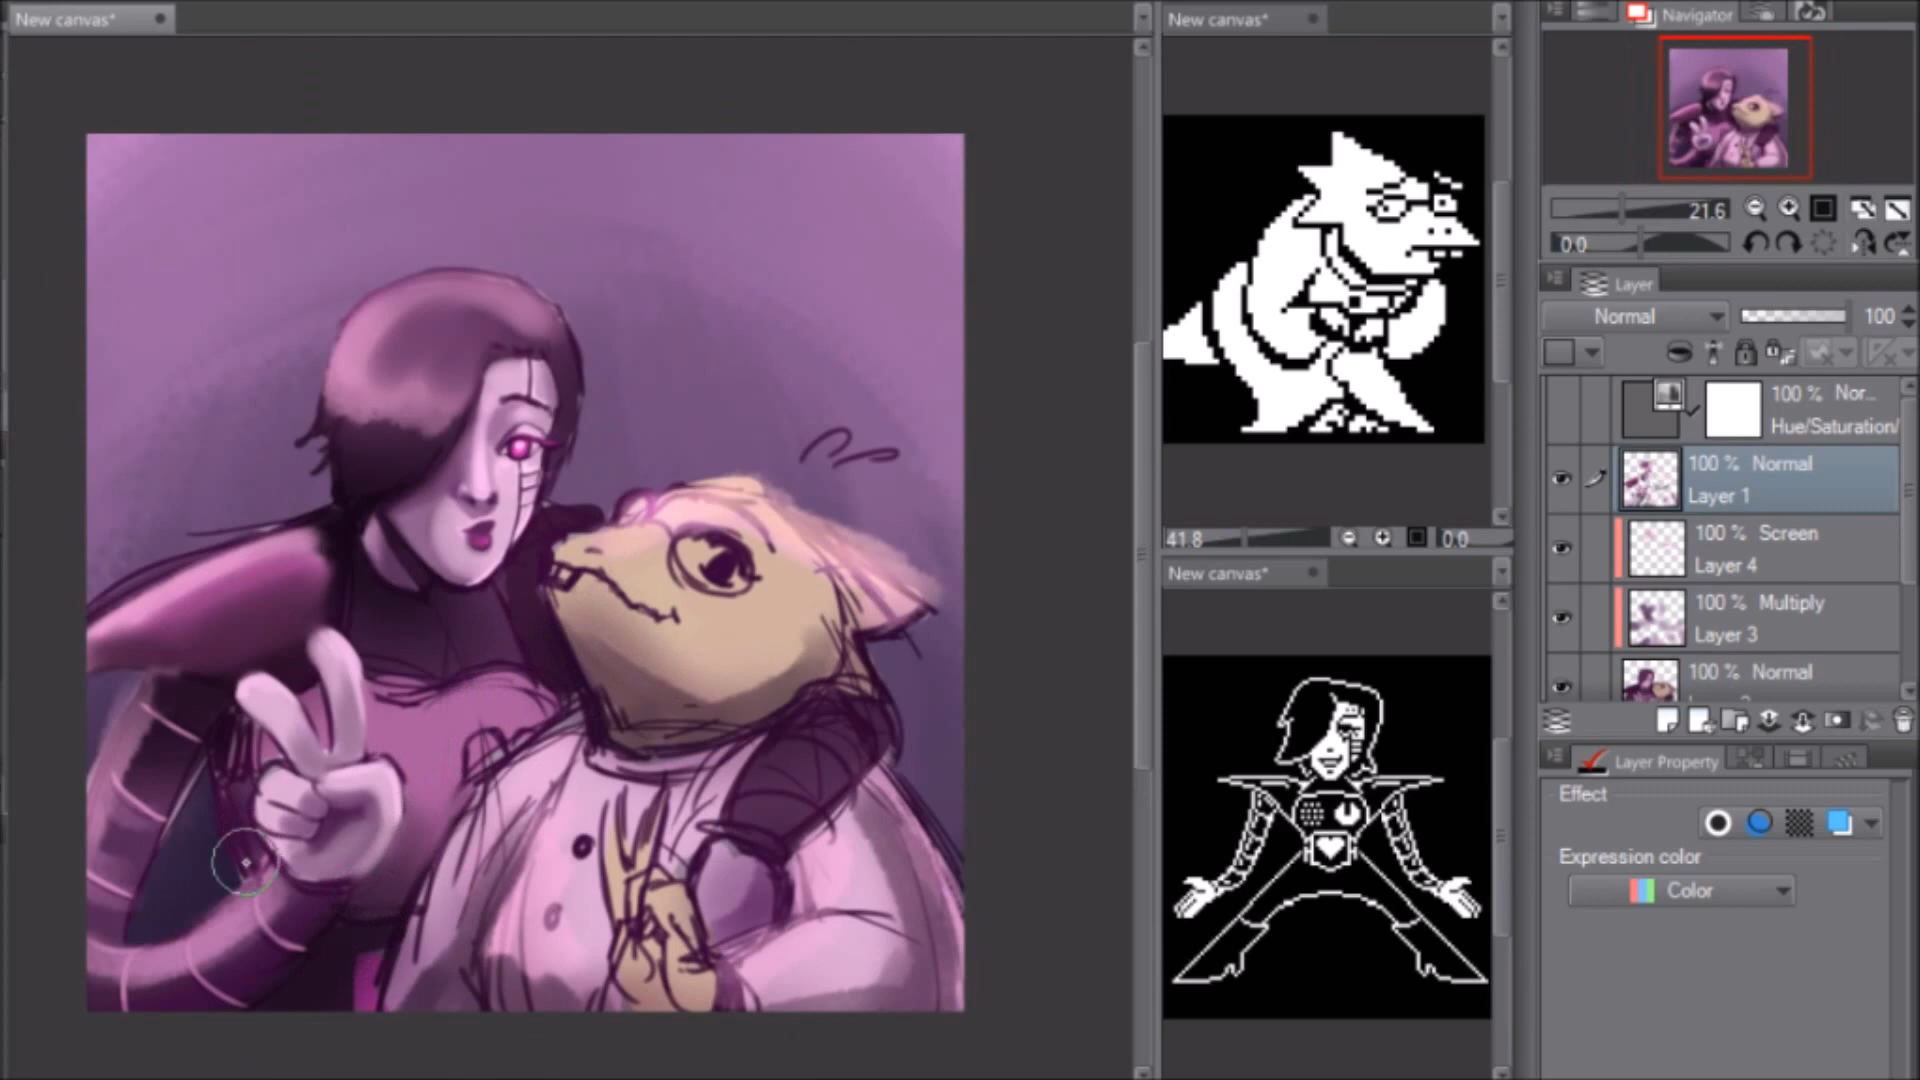 New canvas*
New canvas*
Navigator
21.6
0.0
Layer
Normal
100
100 % Nor...
Hue/Saturation/
100 % Normal
Layer 1
100 % Screen
Layer 4
100 % Multiply
Layer 3
100 % Normal
41.8
0.0
New canvas*
Layer Property
Effect
Expression color
Color